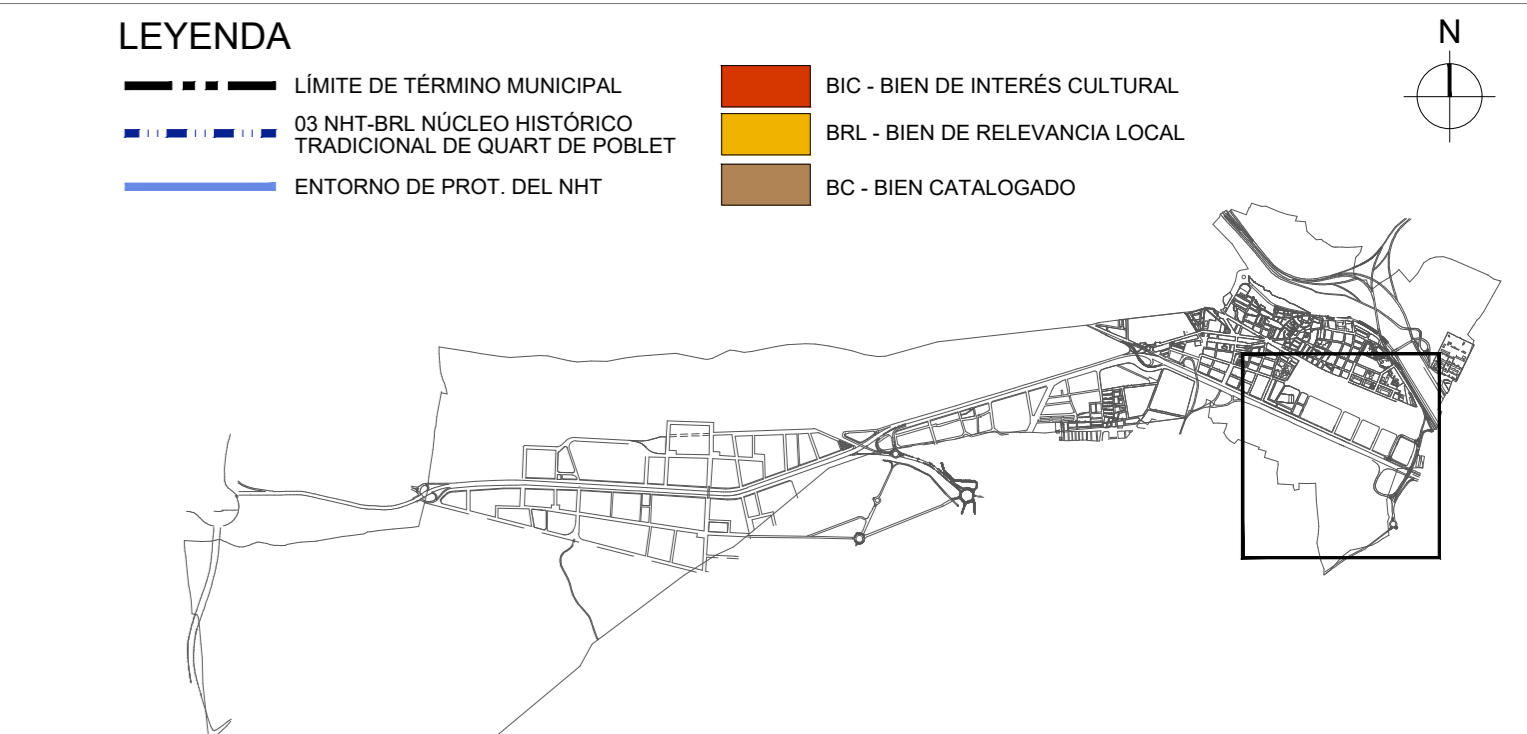 LEYENDA
N
LÍMITE DE TÉRMINO MUNICIPAL
03 NHT-BRL NÚCLEO HISTÓRICO
TRADICIONAL DE QUART DE POBLET
ENTORNO DE PROT. DEL NHT
BIC - BIEN DE INTERÉS CULTURAL
BRL - BIEN DE RELEVANCIA LOCAL
BC - BIEN CATALOGADO